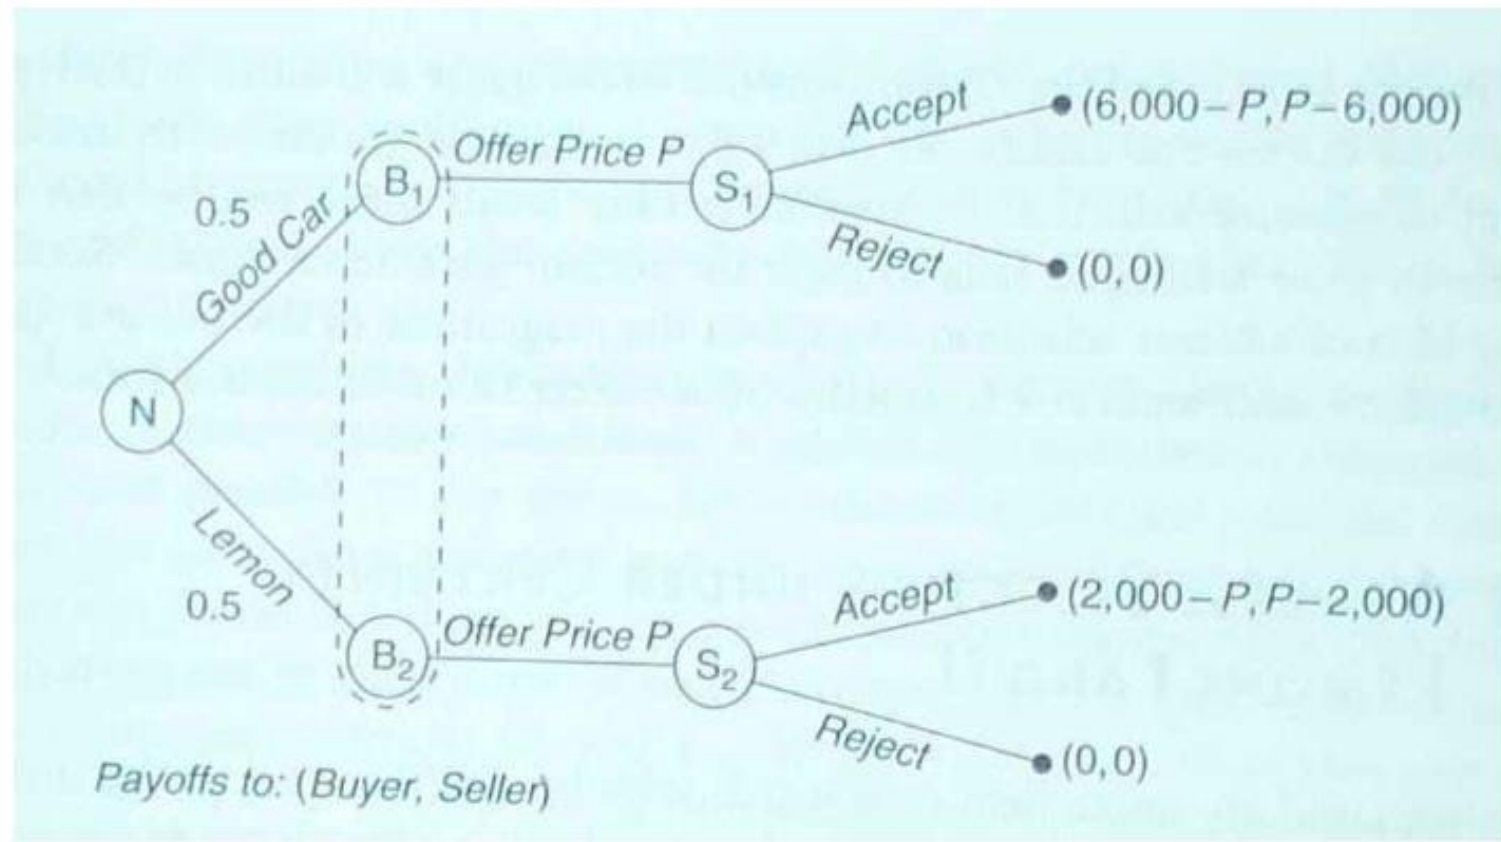 Accept
(6,000 – P, P – 6,000)
Offer Price P
B1
S1
0.5
Good Car
Reject
(0,0)
N
Lemon
0.5
Accept
(2,000 – P, P – 2,000)
Offer Price P
B2
S2
Reject
(0,0)
Payoffs to: (Buyer, Seller)